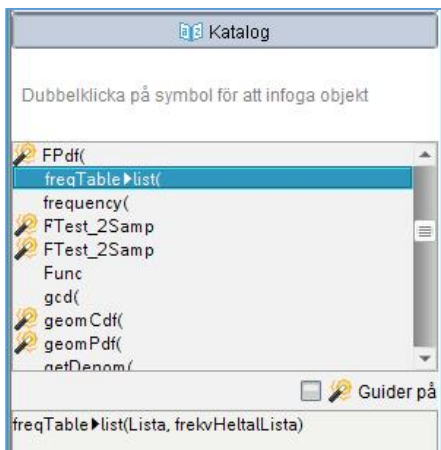 Katalog
Dubbelklicka på symbol för att infoga objekt
FPdf(
freqTable▶list(
frequency(
FTest_2Samp
FTest_2Samp
Func
gcd(
geomCdf(
geomPdf(
getDenom(
Guider på
freqTable▶list(Lista, frekvHeltalLista)